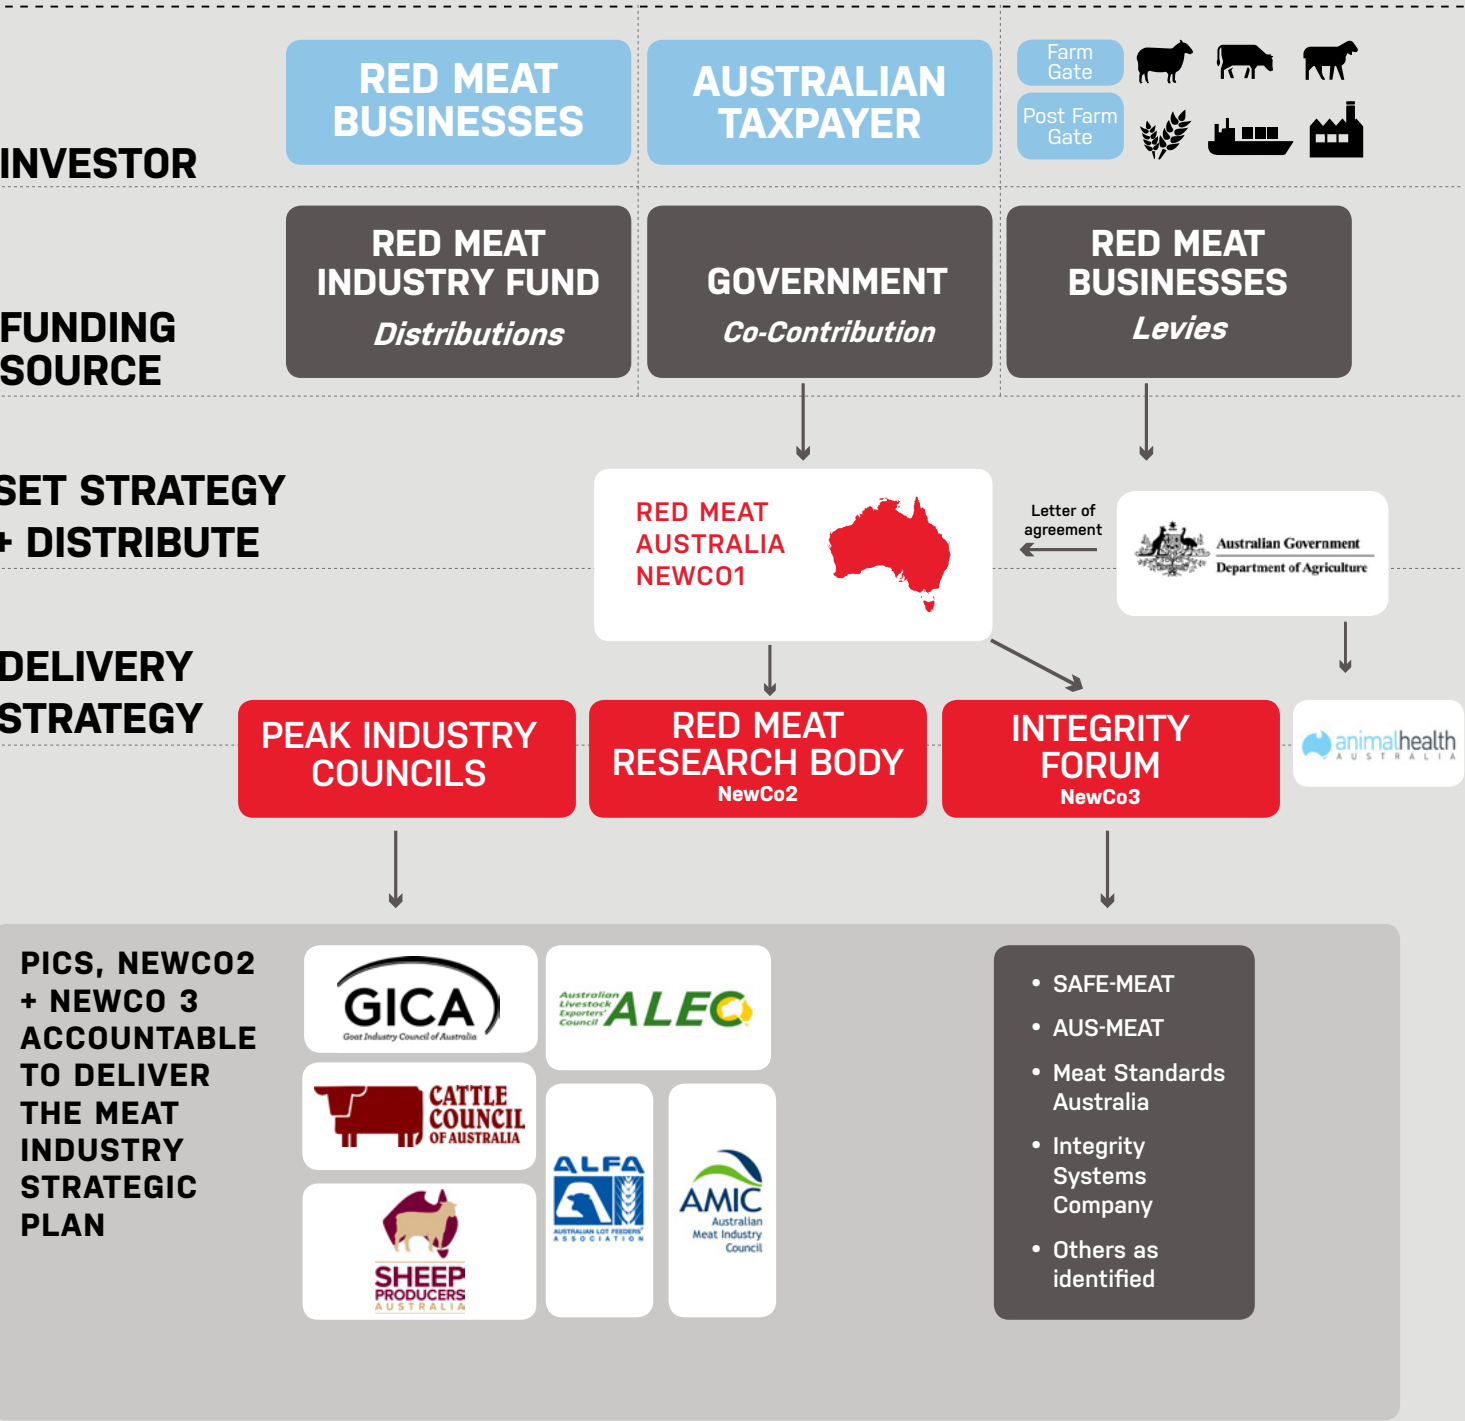 INVESTOR
RED MEAT
BUSINESSES
AUSTRALIAN
TAXPAYER
Farm
Gate
Post Farm
Gate
FUNDING
SOURCE
RED MEAT
INDUSTRY FUND
Distributions
GOVERNMENT
Co-Contribution
RED MEAT
BUSINESSES
Levies
SET STRATEGY
+ DISTRIBUTE
RED MEAT
AUSTRALIA
NEWCO1
Letter of
agreement
Australian Government
Department of Agriculture
DELIVERY
STRATEGY
PEAK INDUSTRY
COUNCILS
RED MEAT
RESEARCH BODY
NewCo2
INTEGRITY
FORUM
NewCo3
animalhealth
AUSTRALIA
PICS, NEWCO2
+ NEWCO 3
ACCOUNTABLE
TO DELIVER
THE MEAT
INDUSTRY
STRATEGIC
PLAN
GICA
Goat Industry Council of Australia
Australian
Livestock
Exporters'
Council
ALEC
CATTLE
COUNCIL
OF AUSTRALIA
SHEEP
PRODUCERS
AUSTRALIA
ALFA
AUSTRALIAN LOT FEEDERS'
ASSOCIATION
AMIC
Australian
Meat Industry
Council
• SAFE-MEAT
• AUS-MEAT
• Meat Standards
Australia
• Integrity
Systems
Company
• Others as
identified